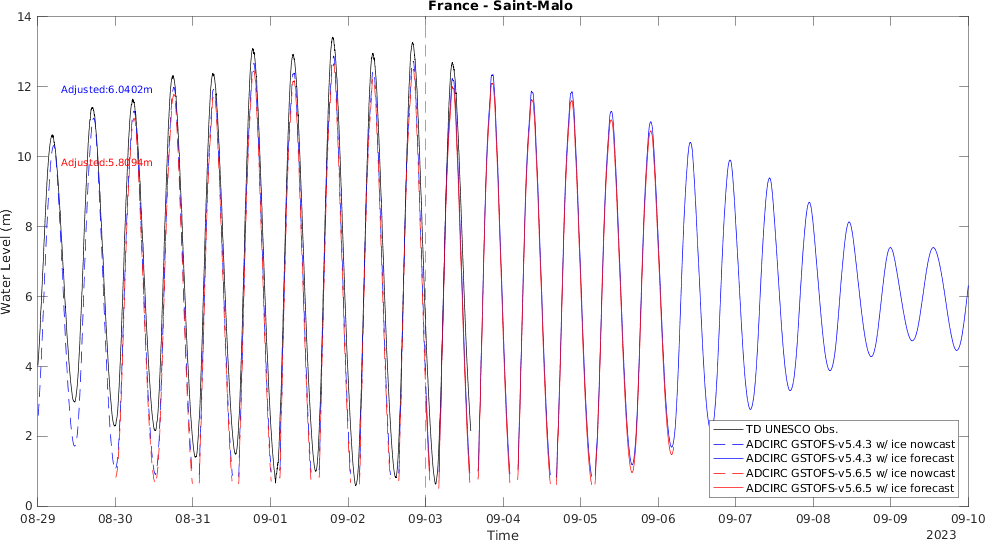 France - Saint-Malo
Water Level (m)
14
12
10
8
6
4
2
0
Adjusted:6.0402m
Adjusted:5.8094m
TD UNESCO Obs.
ADCIRC GSTOFS-v5.4.3 w/ ice nowcast
ADCIRC GSTOFS-v5.4.3 w/ ice forecast
ADCIRC GSTOFS-v5.6.5 w/ ice nowcast
ADCIRC GSTOFS-v5.6.5 w/ ice forecast
08-29 08-30 08-31 09-01 09-02 09-03 09-04 09-05 09-06 09-07 09-08 09-09 09-10
Time
2023